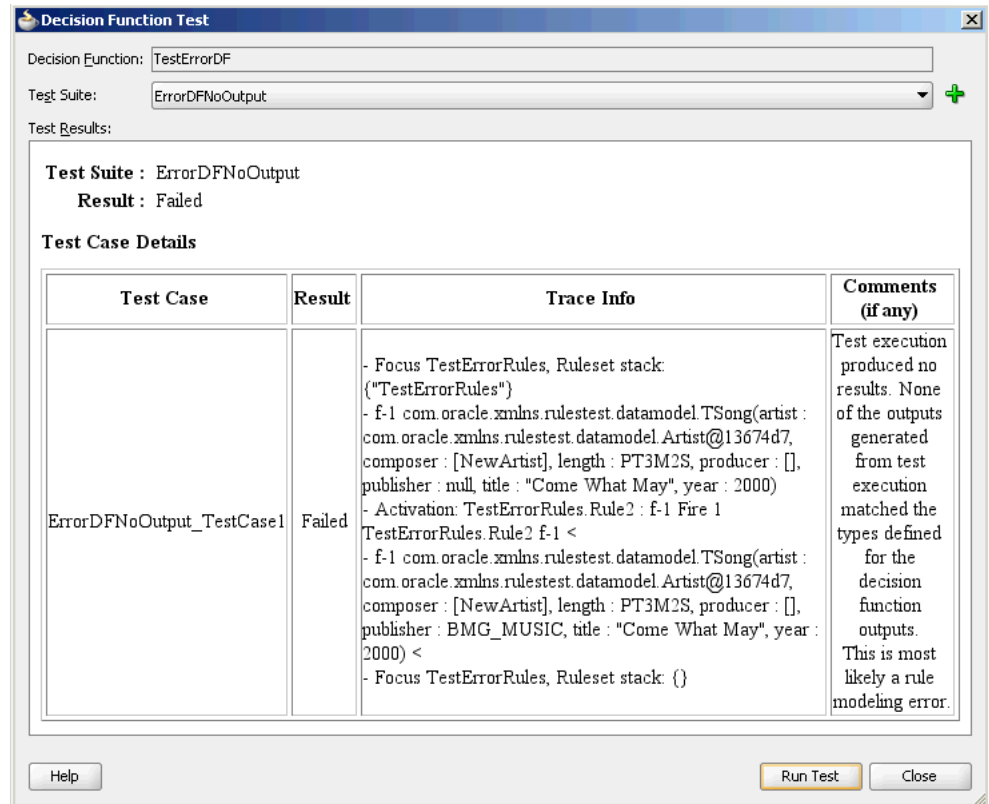 Decision Function Test
Decision Function: TestErrorDF
Test Suite: ErrorDFNoOutput
Test Results:
Test Suite : ErrorDFNoOutput
Result : Failed
Test Case Details
Test Case
Result
Trace Info
Comments
(if any)
ErrorDFNoOutput_TestCase1
Failed
- Focus TestErrorRules, Ruleset stack:
{"TestErrorRules"}
- f-1 com.oracle.xmlns.rulestest.datamodel.TSong(artist :
com.oracle.xmlns.rulestest.datamodel.Artist@13674d7,
composer : [NewArtist], length : PT3M2S, producer : [],
publisher : null, title : "Come What May", year : 2000)
- Activation: TestErrorRules.Rule2 : f-1 Fire 1
TestErrorRules.Rule2 f-1 <
- f-1 com.oracle.xmlns.rulestest.datamodel.TSong(artist :
com.oracle.xmlns.rulestest.datamodel.Artist@13674d7,
composer : [NewArtist], length : PT3M2S, producer : [],
publisher : BMG_MUSIC, title : "Come What May", year :
2000) <
- Focus TestErrorRules, Ruleset stack: {}
Test execution
produced no
results. None
of the outputs
generated
from test
execution
matched the
types defined
for the
decision
function
outputs.
This is most
likely a rule
modeling error.
Help
Run Test
Close